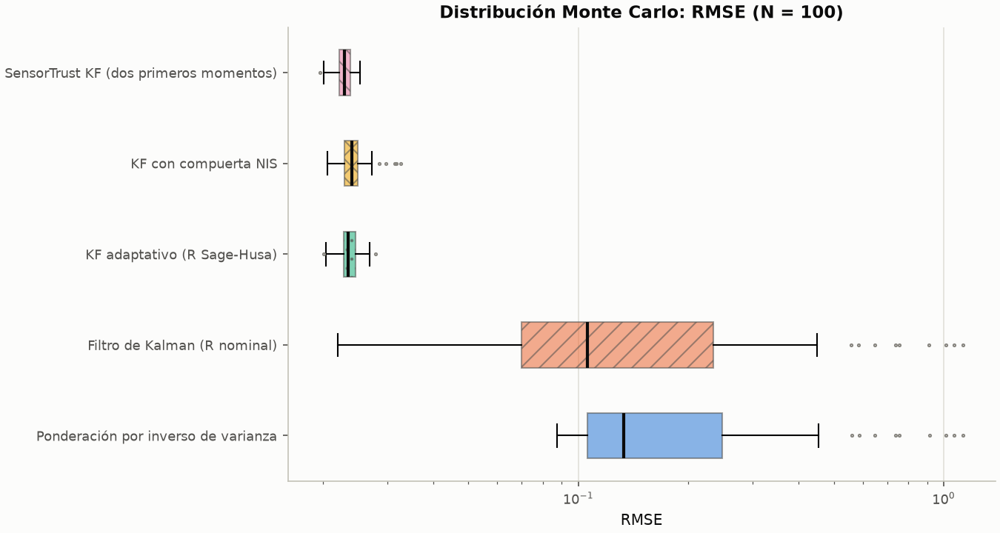 Distribución Monte Carlo: RMSE (N = 100)
SensorTrust KF (dos primeros momentos)
KF con compuerta NIS
KF adaptativo (R Sage-Husa)
Filtro de Kalman (R nominal)
Ponderación por inverso de varianza
10⁻¹ 10⁰
RMSE